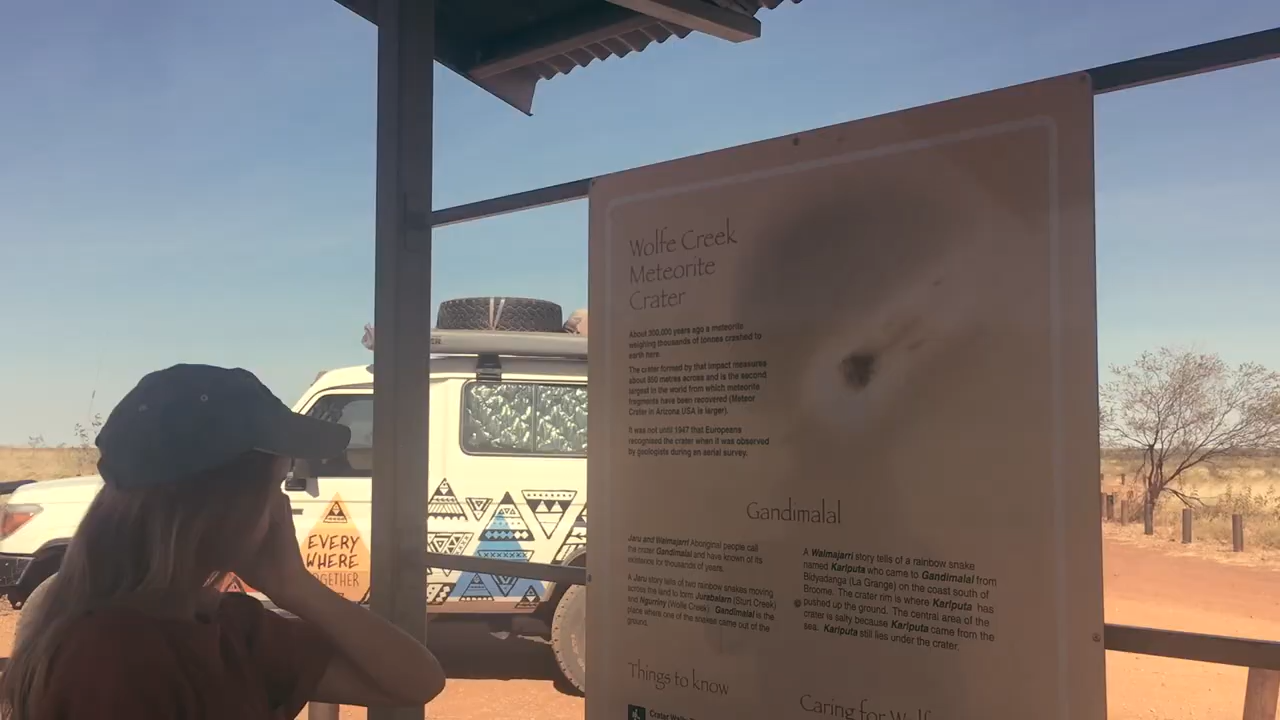 Wolfe Creek
Meteorite
Crater
About 300,000 years ago a meteorite
weighing thousands of tonnes crashed to
earth here.
The crater formed by that impact measures
about 850 metres across and is the second
largest in the world from which meteorite
fragments have been recovered (Meteor
Crater in Arizona USA is larger).
It was not until 1947 that Europeans
recognised the crater when it was observed
by geologists during an aerial survey.
Gandimalal
Jaru and Walmajarri Aboriginal people call
the crater Gandimalal and have known of its
existence for thousands of years.
A Jaru story tells of two rainbow snakes moving
across the land to form Jurabalarn (Sturt Creek)
and Ngurriny (Wolfe Creek). Gandimalal is the
place where one of the snakes came out of the
ground.
A Walmajarri story tells of a rainbow snake
named Kariputa who came to Gandimalal from
Bidyadanga (La Grange) on the coast south of
Broome. The crater rim is where Kariputa has
pushed up the ground. The central area of the
crater is salty because Kariputa came from the
sea. Kariputa still lies under the crater.
Things to know
Caring for Wolfe
EVERY
WHERE
TOGETHER